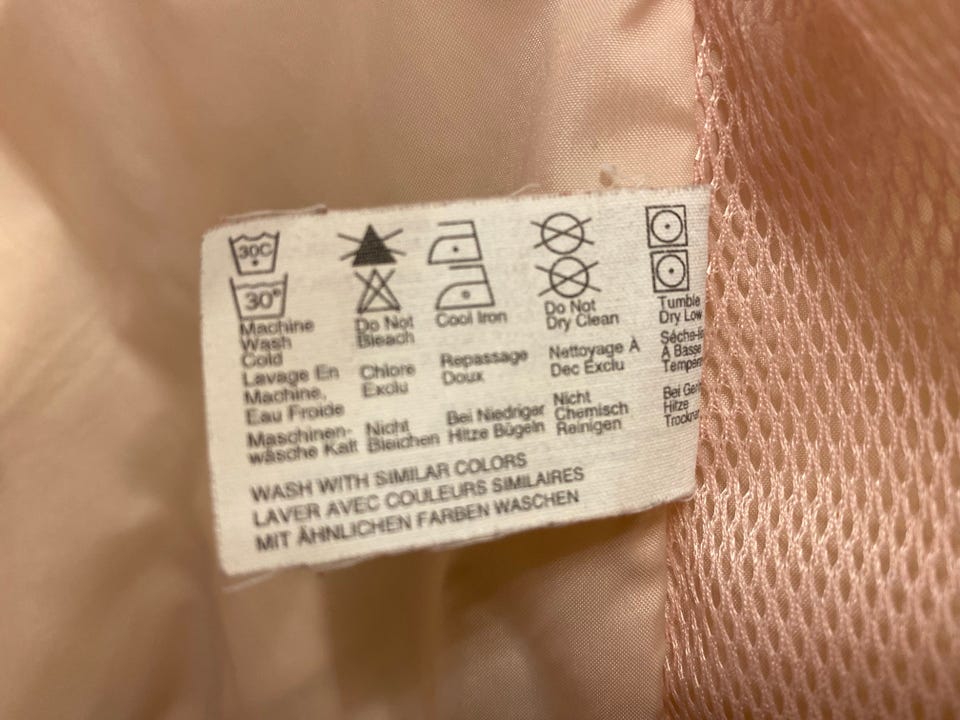 30C
30°
Machine
Wash
Cold
Do Not
Bleach
Cool Iron
Do Not
Dry Clean
Tumble
Dry Low
Lavage En
Machine,
Eau Froide
Chlore
Exclu
Repassage
Doux
Nettoyage À
Dec Exclu
À Basse
Maschinen-
wäsche Kalt
Nicht
Bleichen
Bei Niedriger
Hitze Bügeln
Nicht
Chemisch
Reinigen
Bei
Hitze
WASH WITH SIMILAR COLORS
LAVER AVEC COULEURS SIMILAIRES
MIT ÄHNLICHEN FARBEN WASCHEN